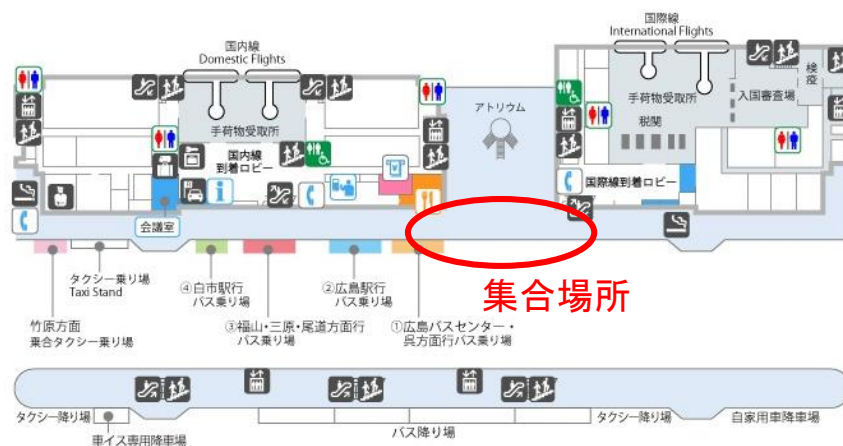 国内線
Domestic Flights
国際線
International Flights
手荷物受取所
アトリウム
手荷物受取所
税関
入国審査場
検疫
国内線
到着ロビー
国際線到着ロビー
会議室
集合場所
タクシー乗り場
Taxi Stand
④白市駅行
バス乗り場
②広島駅行
バス乗り場
竹原方面
乗合タクシー乗り場
③福山・三原・尾道方面行
バス乗り場
①広島バスセンター・
呉方面行バス乗り場
タクシー降り場
車イス専用降車場
バス降り場
タクシー降り場
自家用車降車場